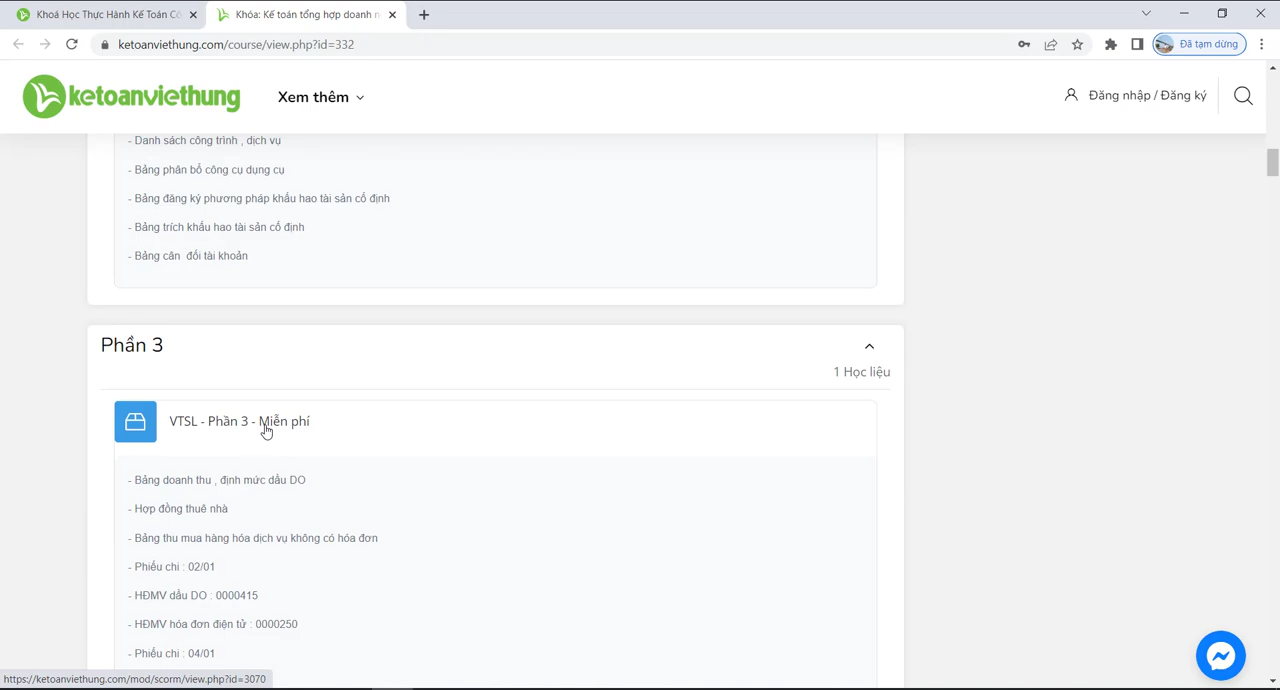 Khoá Học Thực Hành Kế Toán Cô
Khóa: Kế toán tổng hợp doanh n
ketoanviethung.com/course/view.php?id=332
Đã tạm dừng
ketoanviethung
Xem thêm
Đăng nhập / Đăng ký
- Danh sách công trình , dịch vụ
- Bảng phân bổ công cụ dụng cụ
- Bảng đăng ký phương pháp khấu hao tài sản cố định
- Bảng trích khấu hao tài sản cố định
- Bảng cân  đối tài khoản
Phần 3
1 Học liệu
VTSL - Phần 3 - Miễn phí
- Bảng doanh thu , định mức dầu DO
- Hợp đồng thuê nhà
- Bảng thu mua hàng hóa dịch vụ không có hóa đơn
- Phiếu chi : 02/01
- HĐMV dầu DO : 0000415
- HĐMV hóa đơn điện tử : 0000250
- Phiếu chi : 04/01
https://ketoanviethung.com/mod/scorm/view.php?id=3070